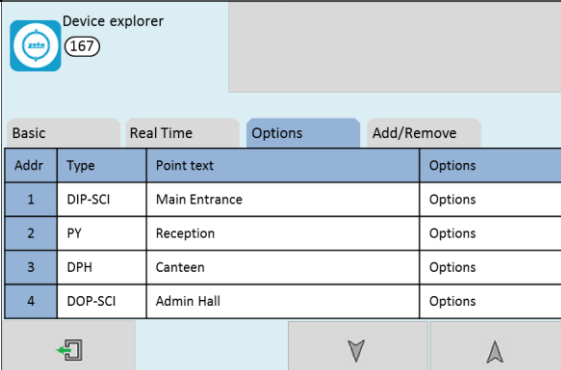 Device explorer
zeta
167
Basic Real Time Options Add/Remove
Addr Type Point text Options
1 DIP-SCI Main Entrance Options
2 PY Reception Options
3 DPH Canteen Options
4 DOP-SCI Admin Hall Options